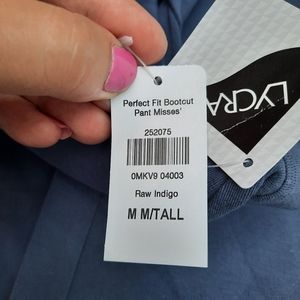 Perfect Fit Bootcut
Pant Misses'
252075
0MKV9 04003
Raw Indigo
M M/TALL
LYCRA